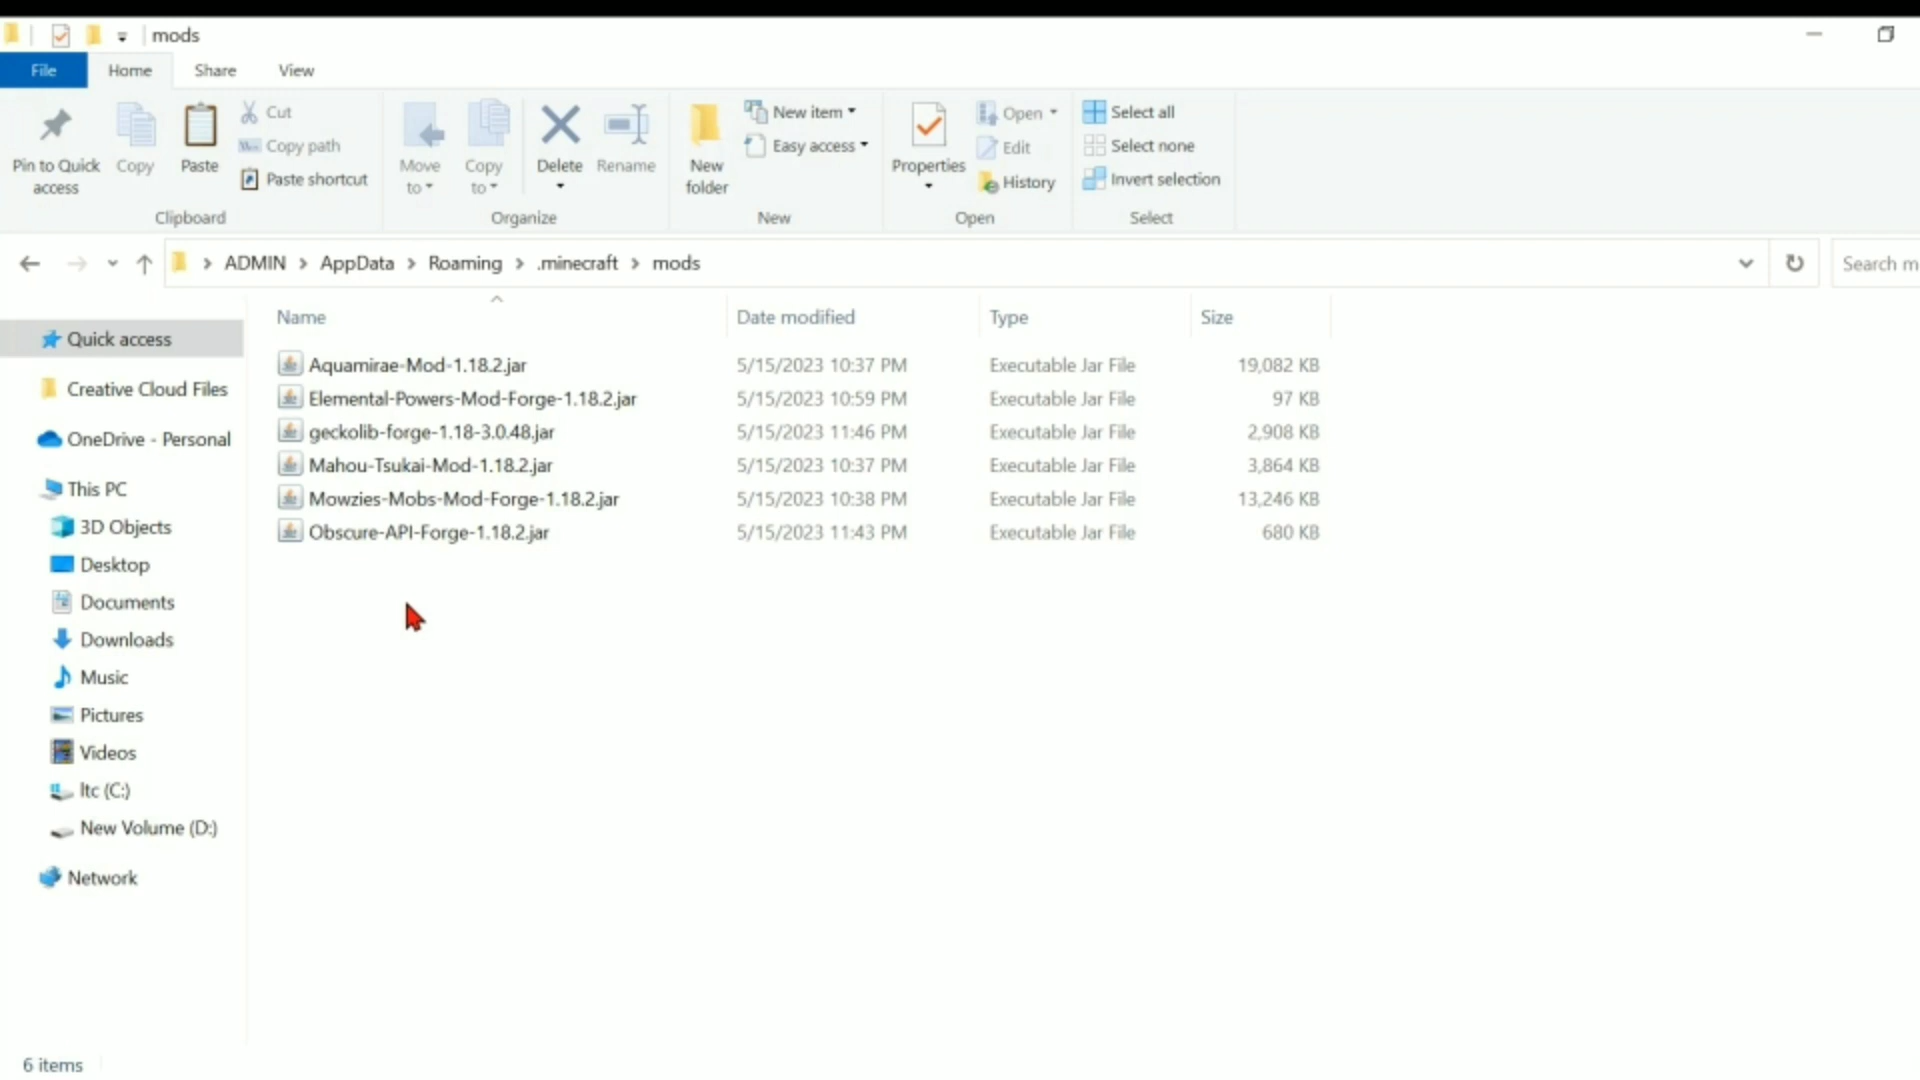 mods
File Home Share View
Pin to Quick access
Copy
Paste
Cut
Copy path
Paste shortcut
Clipboard
Move to
Copy to
Delete
Rename
Organize
New folder
New item
Easy access
New
Properties
Open
Edit
History
Open
Select all
Select none
Invert selection
Select
ADMIN > AppData > Roaming > .minecraft > mods
Search m
Name Date modified Type Size
Aquamirae-Mod-1.18.2.jar 5/15/2023 10:37 PM Executable Jar File 19,082 KB
Elemental-Powers-Mod-Forge-1.18.2.jar 5/15/2023 10:59 PM Executable Jar File 97 KB
geckolib-forge-1.18-3.0.48.jar 5/15/2023 11:46 PM Executable Jar File 2,908 KB
Mahou-Tsukai-Mod-1.18.2.jar 5/15/2023 10:37 PM Executable Jar File 3,864 KB
Mowzies-Mobs-Mod-Forge-1.18.2.jar 5/15/2023 10:38 PM Executable Jar File 13,246 KB
Obscure-API-Forge-1.18.2.jar 5/15/2023 11:43 PM Executable Jar File 680 KB
Quick access
Creative Cloud Files
OneDrive - Personal
This PC
3D Objects
Desktop
Documents
Downloads
Music
Pictures
Videos
ltc (C:)
New Volume (D:)
Network
6 items